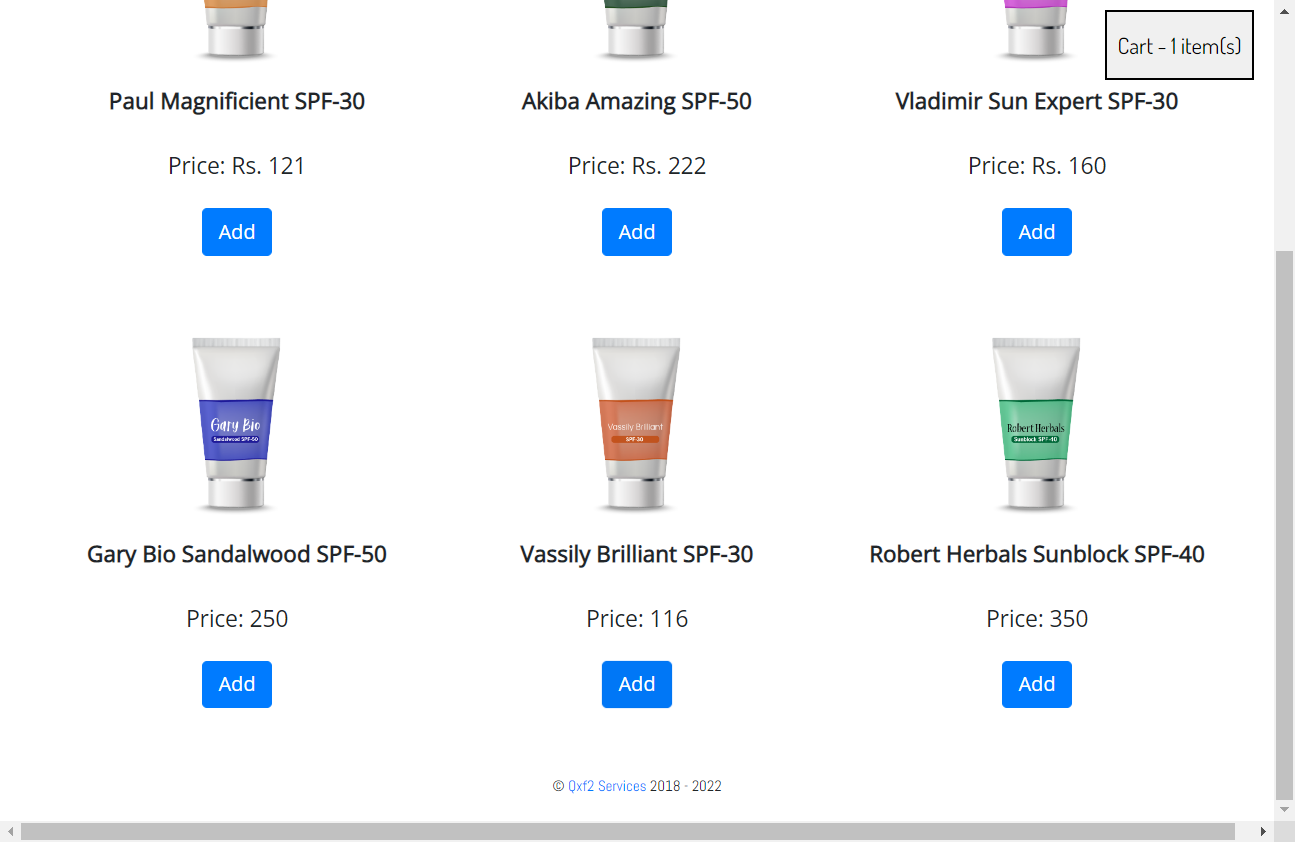 Cart - 1 item(s)
Paul Magnificient SPF-30
Akiba Amazing SPF-50
Vladimir Sun Expert SPF-30
Price: Rs. 121
Price: Rs. 222
Price: Rs. 160
Add
Add
Add
Gary Bio
Sandalwood SPF-50
Vassily Brilliant
SPF-30
Robert Herbals
Sunblock SPF-40
Gary Bio Sandalwood SPF-50
Vassily Brilliant SPF-30
Robert Herbals Sunblock SPF-40
Price: 250
Price: 116
Price: 350
Add
Add
Add
© Qxf2 Services 2018 - 2022